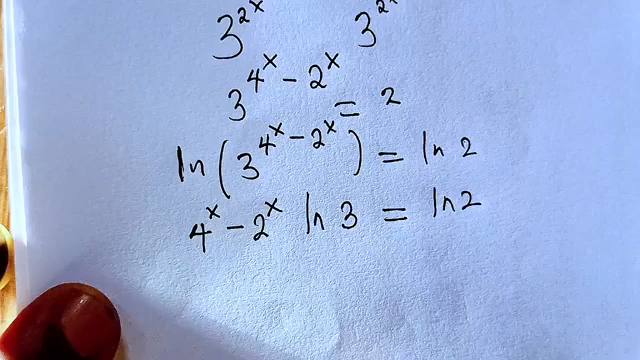 3^{2^x} 3^{2^x}
3^{4^x - 2^x} = 2
ln(3^{4^x - 2^x}) = ln 2
4^x - 2^x ln 3 = ln 2